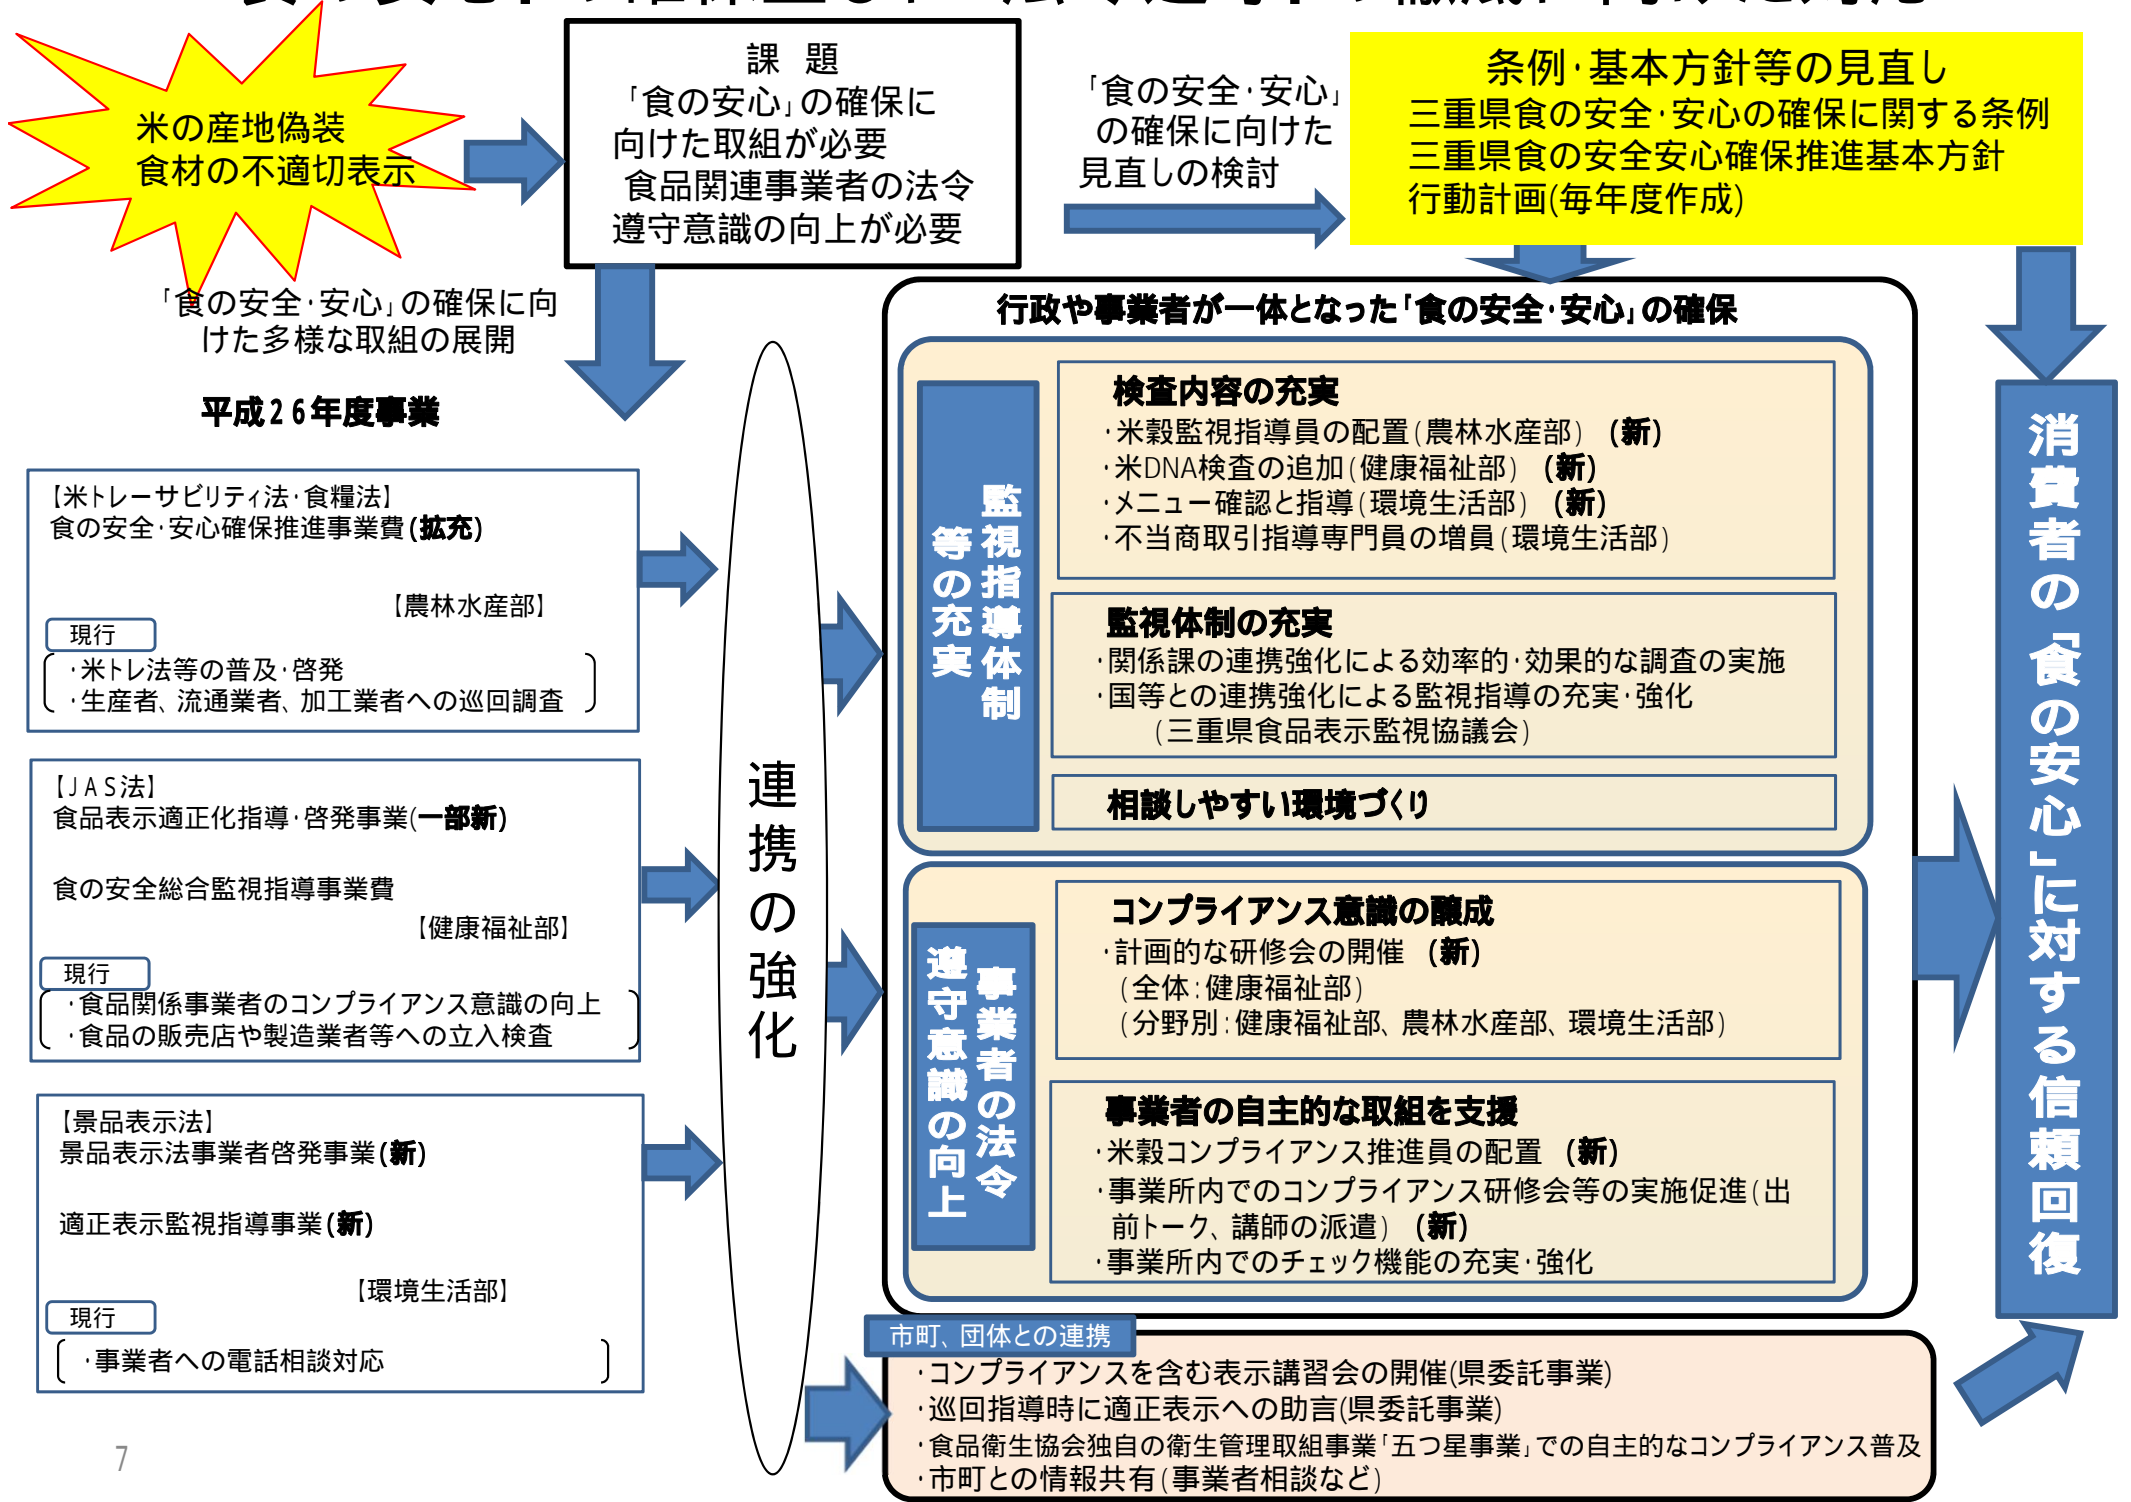 米の産地偽装
食材の不適切表示
課 題
「食の安心」の確保に
向けた取組が必要
食品関連事業者の法令
遵守意識の向上が必要
「食の安全・安心」
の確保に向けた
見直しの検討
条例・基本方針等の見直し
三重県食の安全・安心の確保に関する条例
三重県食の安全安心確保推進基本方針
行動計画(毎年度作成)
「食の安全・安心」の確保に向
けた多様な取組の展開
平成26年度事業
【米トレーサビリティ法・食糧法】
食の安全・安心確保推進事業費(拡充)
【農林水産部】
現行
・米トレ法等の普及・啓発
・生産者、流通業者、加工業者への巡回調査
【JAS法】
食品表示適正化指導・啓発事業(一部新)
食の安全総合監視指導事業費
【健康福祉部】
現行
・食品関係事業者のコンプライアンス意識の向上
・食品の販売店や製造業者等への立入検査
【景品表示法】
景品表示法事業者啓発事業(新)
適正表示監視指導事業(新)
【環境生活部】
現行
・事業者への電話相談対応
連携の強化
行政や事業者が一体となった「食の安全・安心」の確保
監視指導体制
等の充実
検査内容の充実
・米穀監視指導員の配置(農林水産部) (新)
・米DNA検査の追加(健康福祉部) (新)
・メニュー確認と指導(環境生活部) (新)
・不当商取引指導専門員の増員(環境生活部)
監視体制の充実
・関係課の連携強化による効率的・効果的な調査の実施
・国等との連携強化による監視指導の充実・強化
(三重県食品表示監視協議会)
相談しやすい環境づくり
事業者の法令
遵守意識の向上
コンプライアンス意識の醸成
・計画的な研修会の開催 (新)
(全体:健康福祉部)
(分野別:健康福祉部、農林水産部、環境生活部)
事業者の自主的な取組を支援
・米穀コンプライアンス推進員の配置 (新)
・事業所内でのコンプライアンス研修会等の実施促進(出
前トーク、講師の派遣) (新)
・事業所内でのチェック機能の充実・強化
市町、団体との連携
・コンプライアンスを含む表示講習会の開催(県委託事業)
・巡回指導時に適正表示への助言(県委託事業)
・食品衛生協会独自の衛生管理取組事業「五つ星事業」での自主的なコンプライアンス普及
・市町との情報共有(事業者相談など)
消費者の「食の安心」に対する信頼回復
7